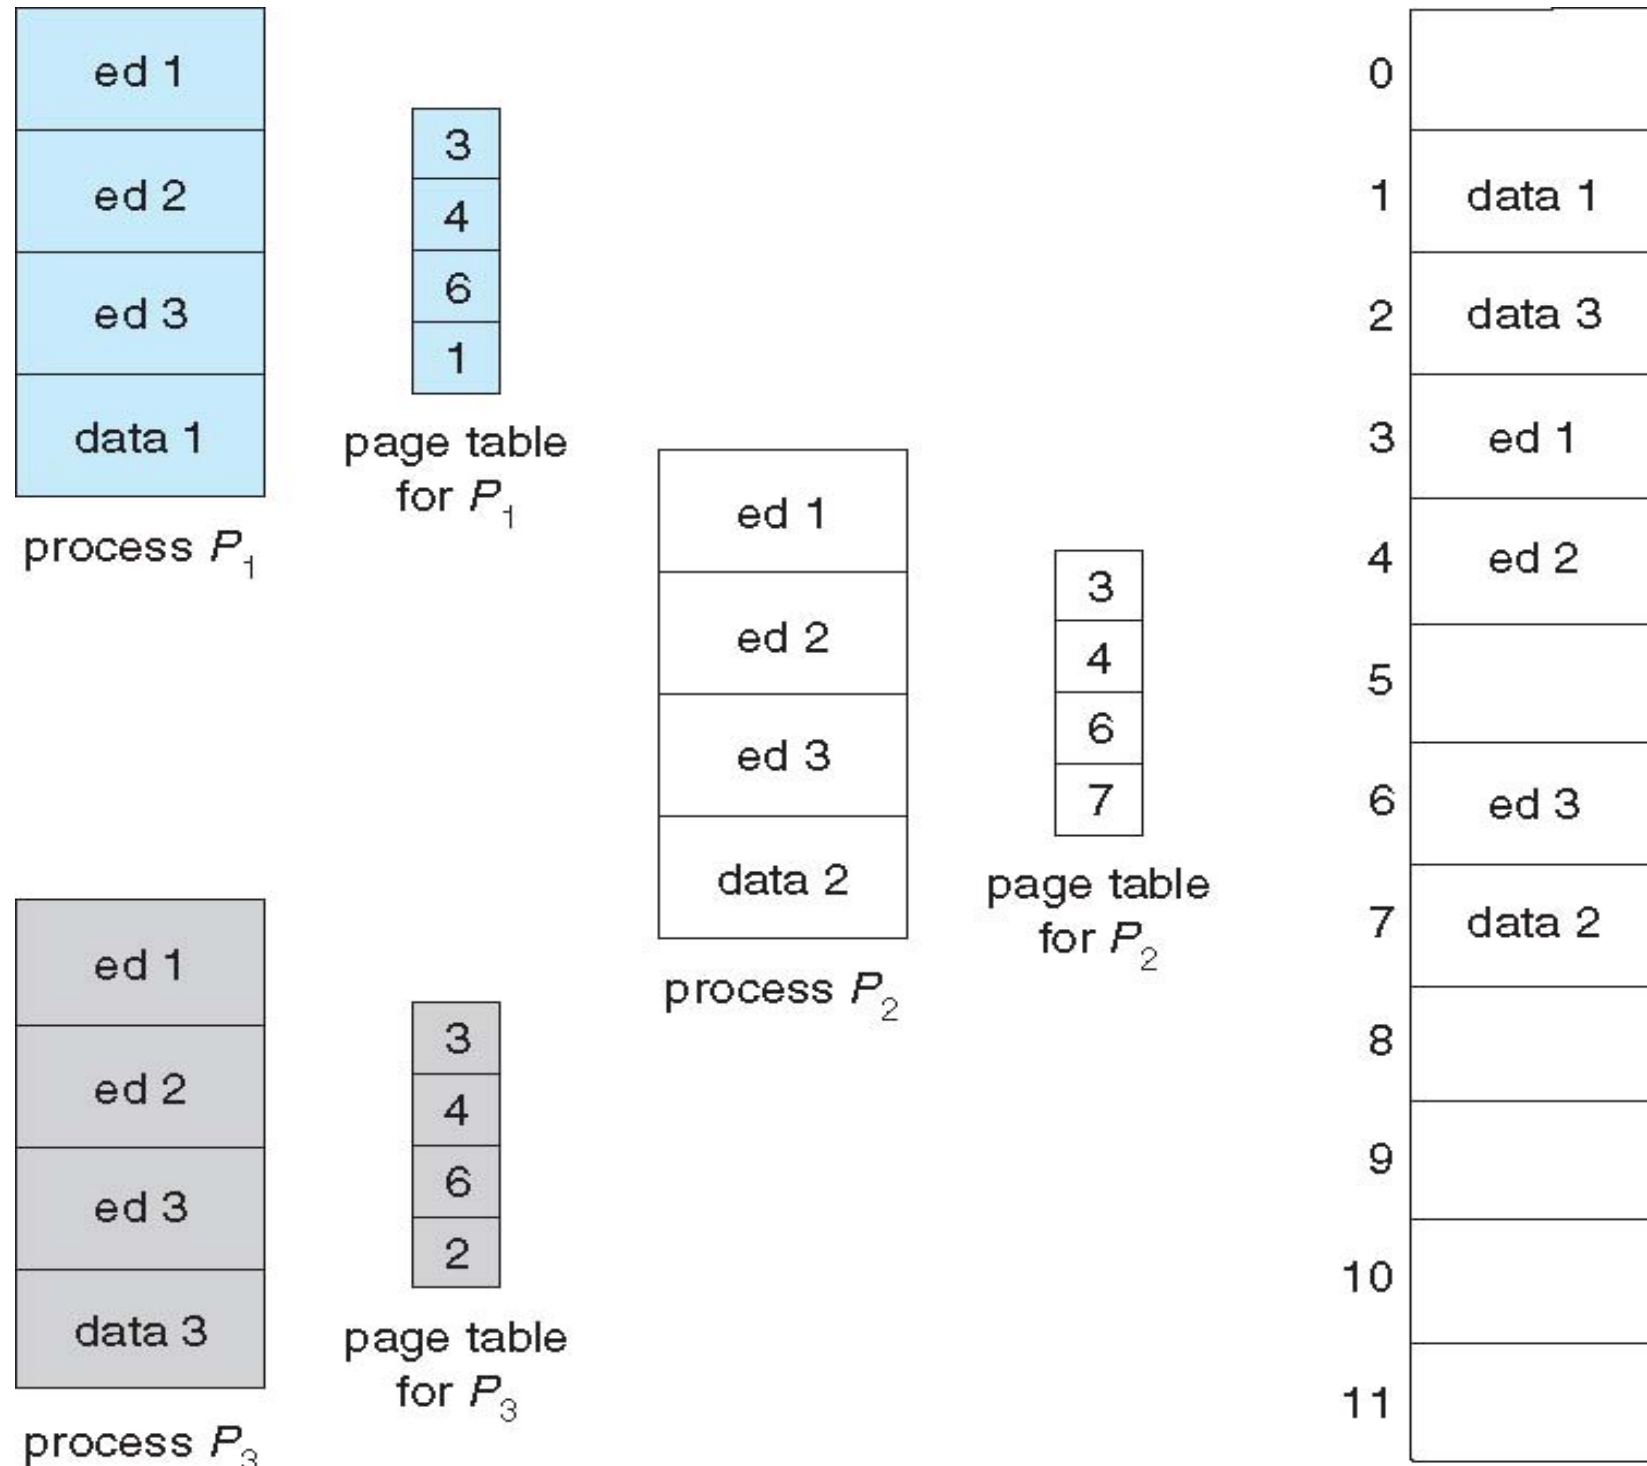 ed 1
ed 2
ed 3
data 1
process P₁
3
4
6
1
page table
for P₁
ed 1
ed 2
ed 3
data 2
process P₂
3
4
6
7
page table
for P₂
ed 1
ed 2
ed 3
data 3
process P₃
3
4
6
2
page table
for P₃
0
1 data 1
2 data 3
3 ed 1
4 ed 2
5
6 ed 3
7 data 2
8
9
10
11